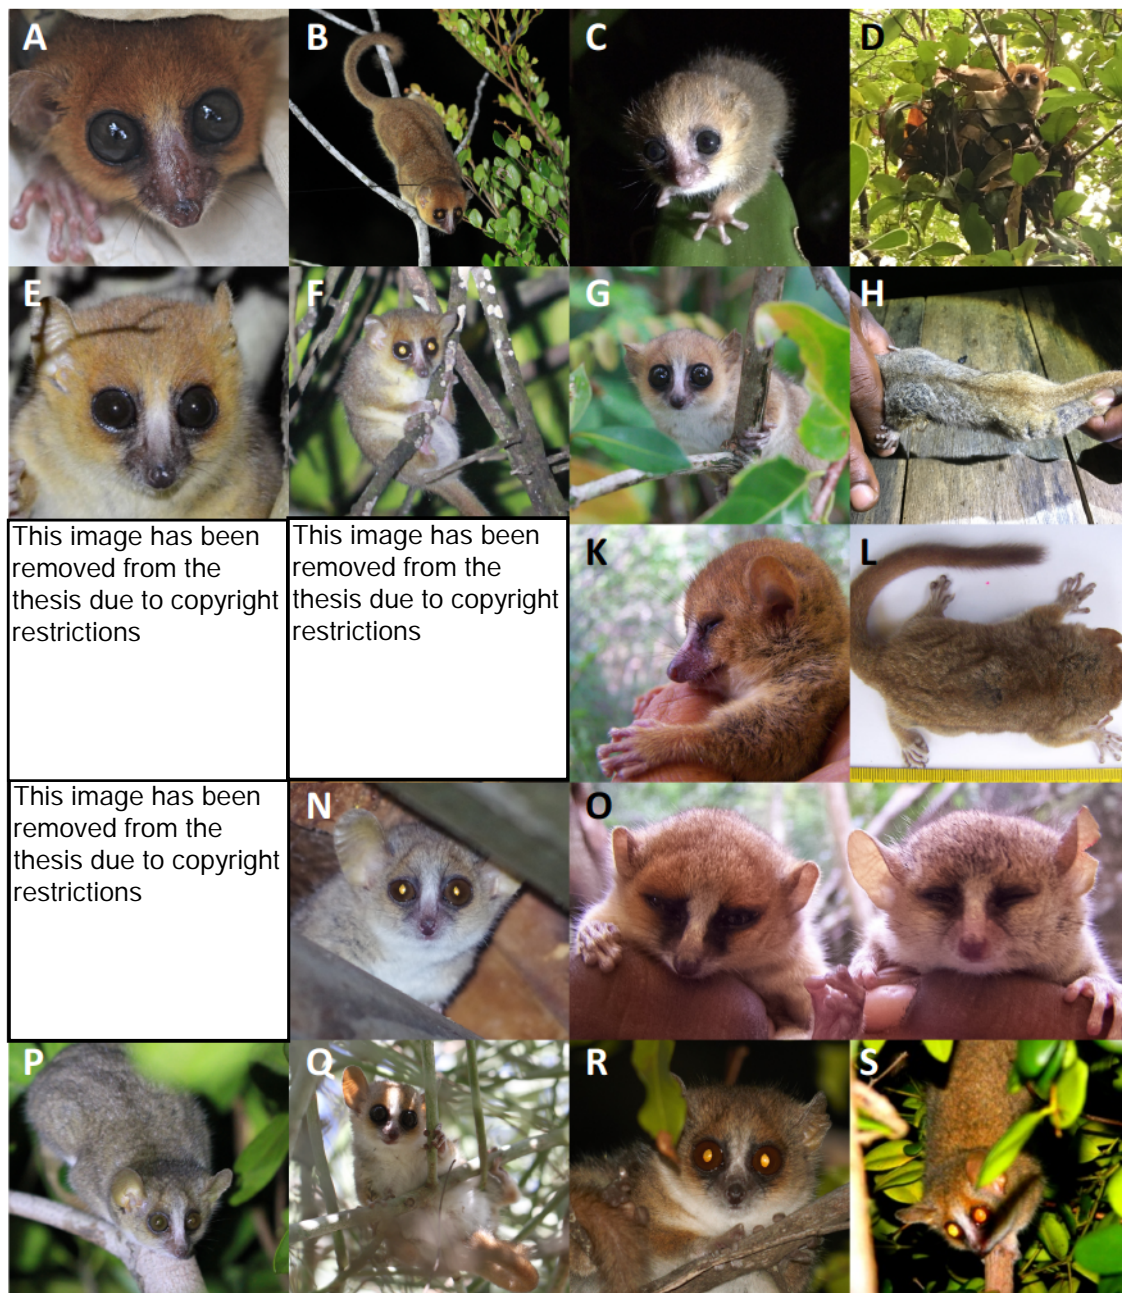 A
B
C
D
E
F
G
H
This image has been
removed from the
thesis due to copyright
restrictions
This image has been
removed from the
thesis due to copyright
restrictions
K
L
This image has been
removed from the
thesis due to copyright
restrictions
N
O
P
Q
R
S